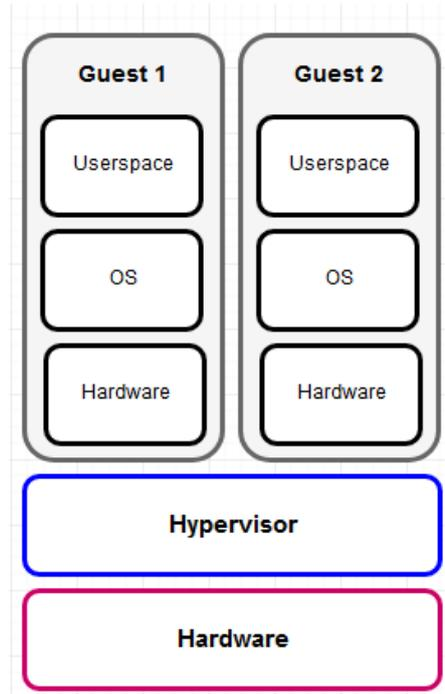 Guest 1
Userspace
OS
Hardware
Guest 2
Userspace
OS
Hardware
Hypervisor
Hardware